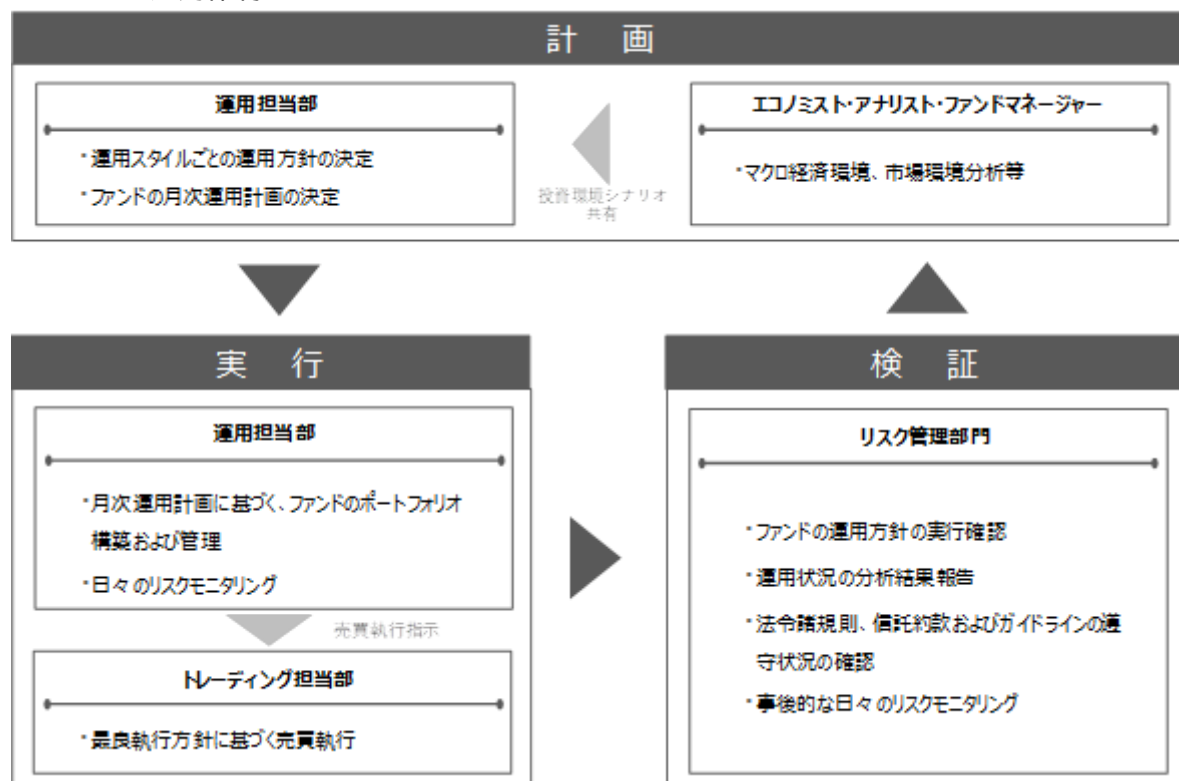 計 画
運用担当部
・運用スタイルごとの運用方針の決定
・ファンドの月次運用計画の決定
投資環境シナリオ
共有
エコノミスト・アナリスト・ファンドマネージャー
・マクロ経済環境、市場環境分析等
実 行
運用担当部
・月次運用計画に基づく、ファンドのポートフォリオ
構築および管理
・日々のリスクモニタリング
売買執行指示
トレーディング担当部
・最良執行方針に基づく売買執行
検 証
リスク管理部門
・ファンドの運用方針の実行確認
・運用状況の分析結果報告
・法令諸規則、信託約款およびガイドラインの遵
守状況の確認
・事後的な日々のリスクモニタリング